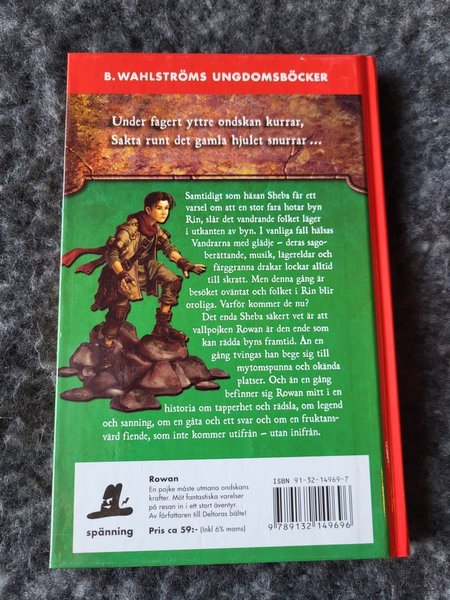 B. WAHLSTRÖMS UNGDOMSBÖCKER
Under fagert yttre ondskan kurrar,
Sakta runt det gamla hjulet snurrar ...
Samtidigt som häxan Sheba får ett
varsel om att en stor fara hotar byn
Rin, slår det vandrande folket läger
i utkanten av byn. I vanliga fall hälsas
Vandrarna med glädje – deras sago-
berättande, musik, lägereldar och
färggranna drakar lockar alltid
till skratt. Men denna gång är
besöket oväntat och folket i Rin blir
oroliga. Varför kommer de nu?
Det enda Sheba säkert vet är att
vallpojken Rowan är den ende som
kan rädda byns framtid. Än en
gång tvingas han bege sig till
mytomspunna och okända
platser. Och än en gång
befinner sig Rowan mitt i en
historia om tapperhet och rädsla, om legend
och sanning, om en gåta och ett svar och om en fruktans-
värd fiende, som inte kommer utifrån – utan inifrån.
spänning
Rowan
En pojke måste utmana ondskans
krafter. Möt fantastiska varelser
på resan in i ett stort äventyr.
Av författaren till Deltoras bälte!
Pris ca 59:- (Inkl 6% moms)
ISBN 91-32-14969-7
9 789132 149696